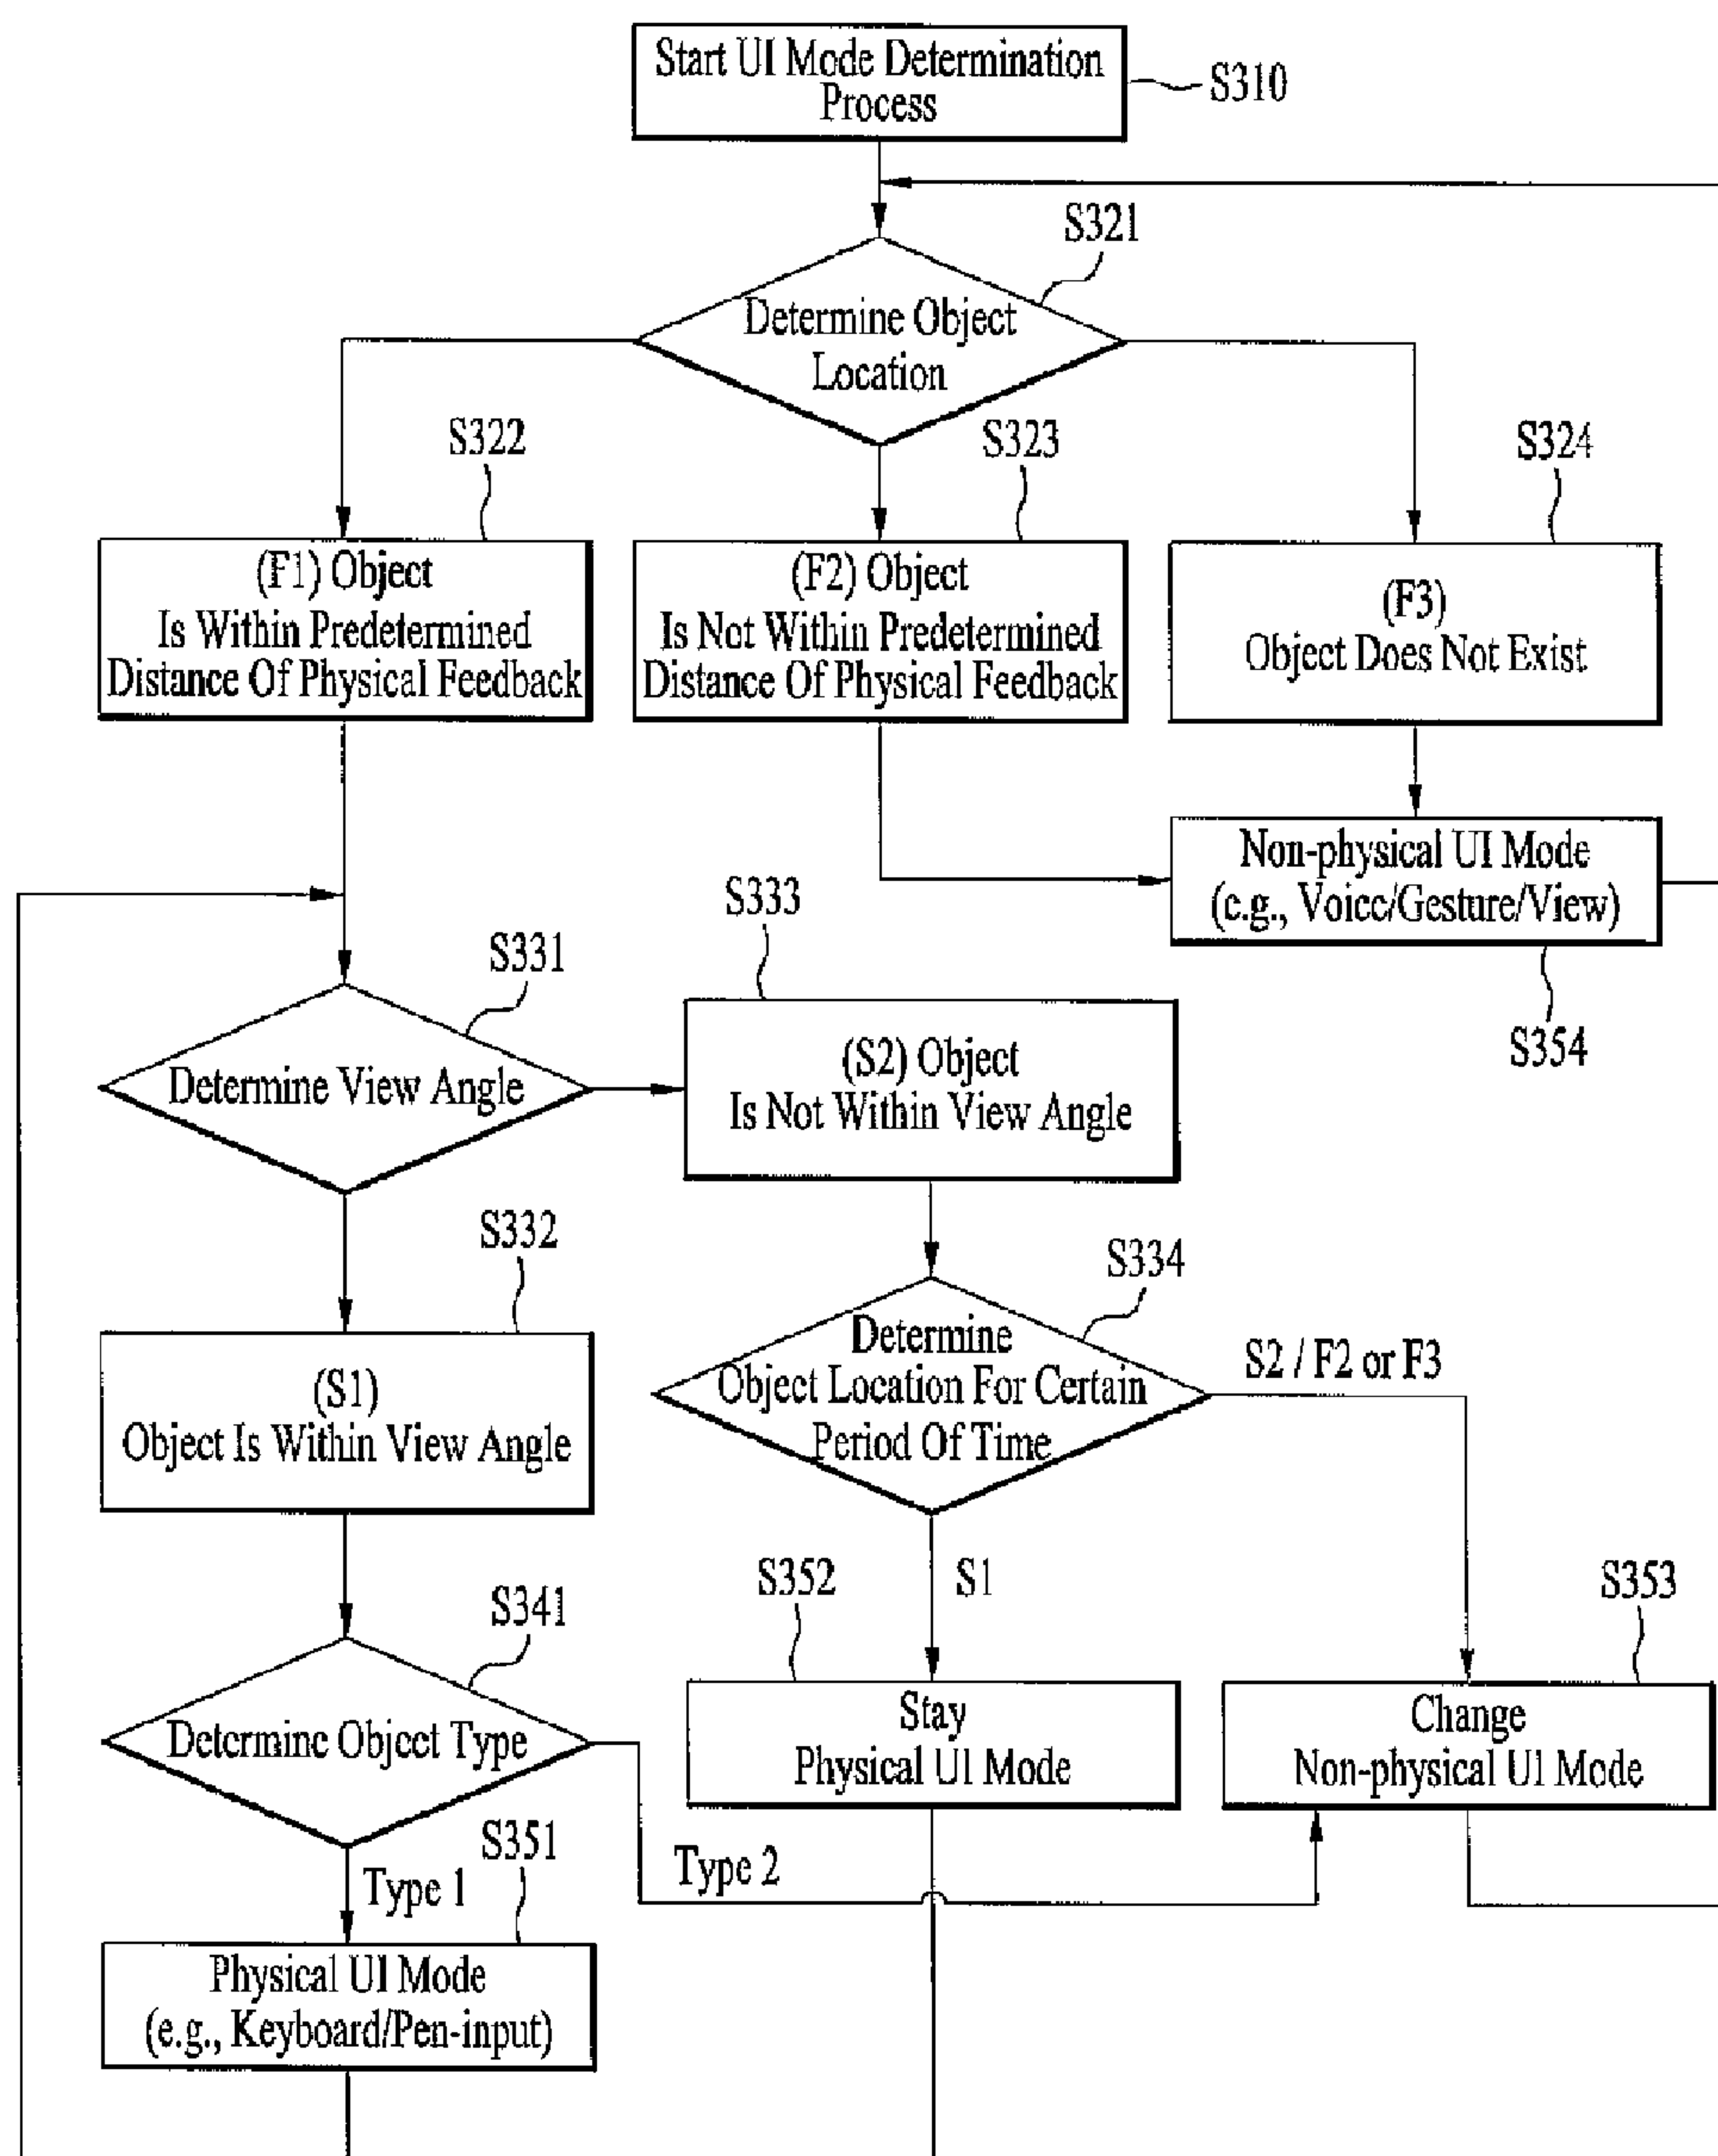 Start UI Mode Determination
Process
S310
S321
Determine Object
Location
S322
S323
S324
(F1) Object
Is Within Predetermined
Distance Of Physical Feedback
(F2) Object
Is Not Within Predetermined
Distance Of Physical Feedback
(F3)
Object Does Not Exist
Non-physical UI Mode
(e.g., Voice/Gesture/View)
S354
S331
S333
Determine View Angle
(S2) Object
Is Not Within View Angle
S332
S334
(S1)
Object Is Within View Angle
Determine
Object Location For Certain
Period Of Time
S2 / F2 or F3
S341
S352
S1
S353
Determine Object Type
Stay
Physical UI Mode
Change
Non-physical UI Mode
S351
Type 1
Type 2
Physical UI Mode
(e.g., Keyboard/Pen-input)